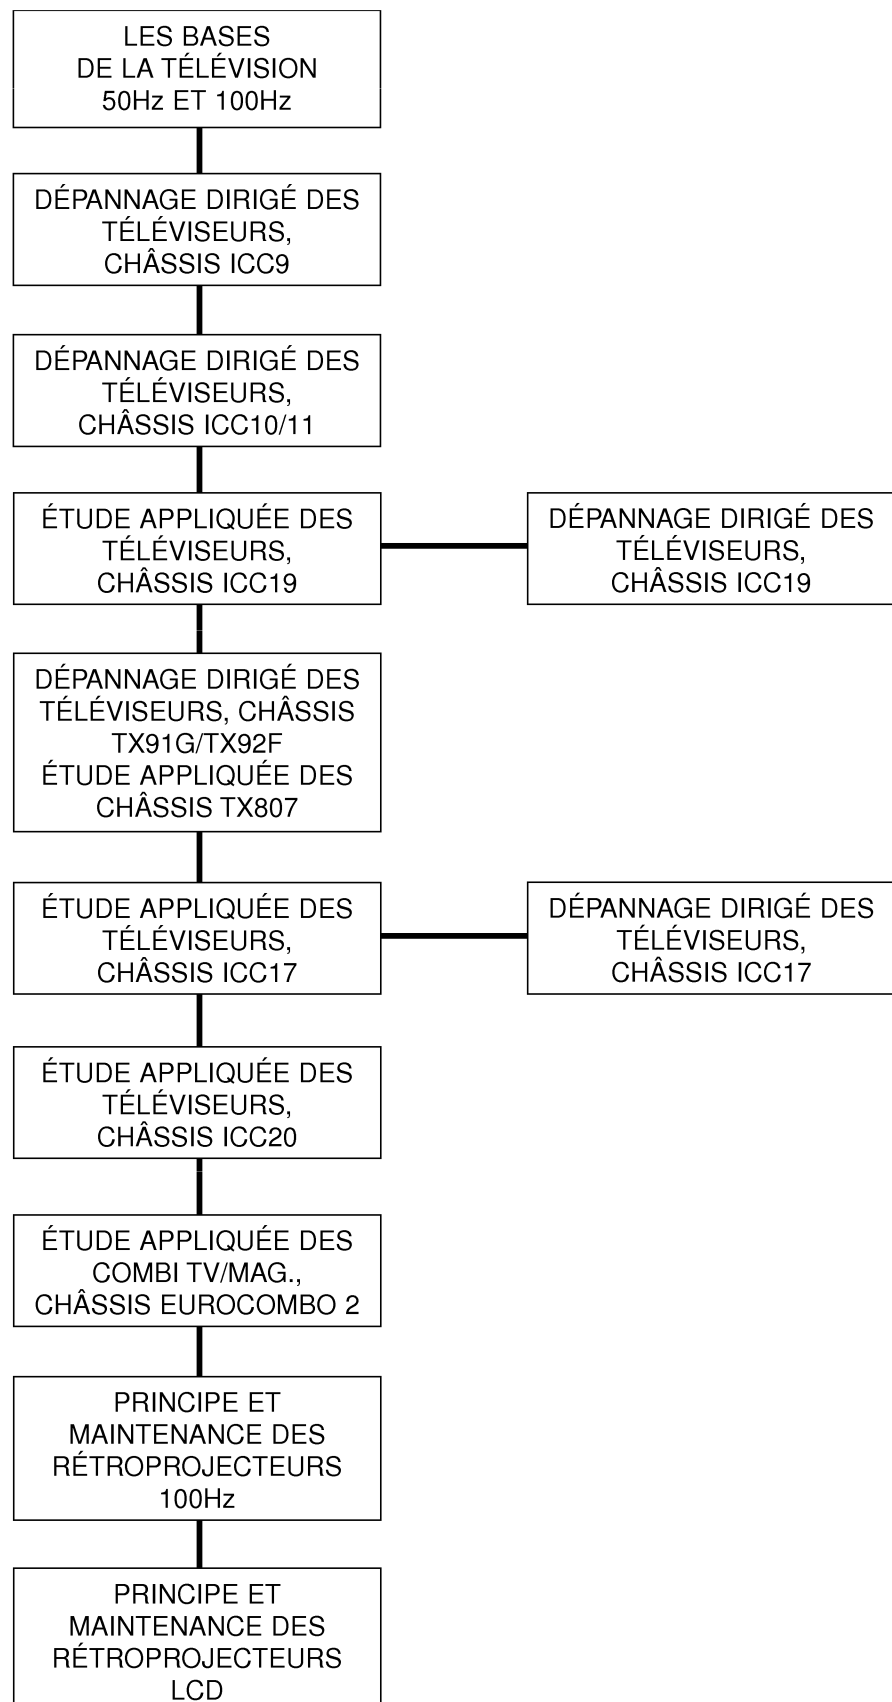 LES BASES
DE LA TÉLÉVISION
50Hz ET 100Hz
DÉPANNAGE DIRIGÉ DES
TÉLÉVISEURS,
CHÂSSIS ICC9
DÉPANNAGE DIRIGÉ DES
TÉLÉVISEURS,
CHÂSSIS ICC10/11
ÉTUDE APPLIQUÉE DES
TÉLÉVISEURS,
CHÂSSIS ICC19
DÉPANNAGE DIRIGÉ DES
TÉLÉVISEURS,
CHÂSSIS ICC19
DÉPANNAGE DIRIGÉ DES
TÉLÉVISEURS, CHÂSSIS
TX91G/TX92F
ÉTUDE APPLIQUÉE DES
CHÂSSIS TX807
ÉTUDE APPLIQUÉE DES
TÉLÉVISEURS,
CHÂSSIS ICC17
DÉPANNAGE DIRIGÉ DES
TÉLÉVISEURS,
CHÂSSIS ICC17
ÉTUDE APPLIQUÉE DES
TÉLÉVISEURS,
CHÂSSIS ICC20
ÉTUDE APPLIQUÉE DES
COMBI TV/MAG.,
CHÂSSIS EUROCOMBO 2
PRINCIPE ET
MAINTENANCE DES
RÉTROPROJECTEURS
100Hz
PRINCIPE ET
MAINTENANCE DES
RÉTROPROJECTEURS
LCD